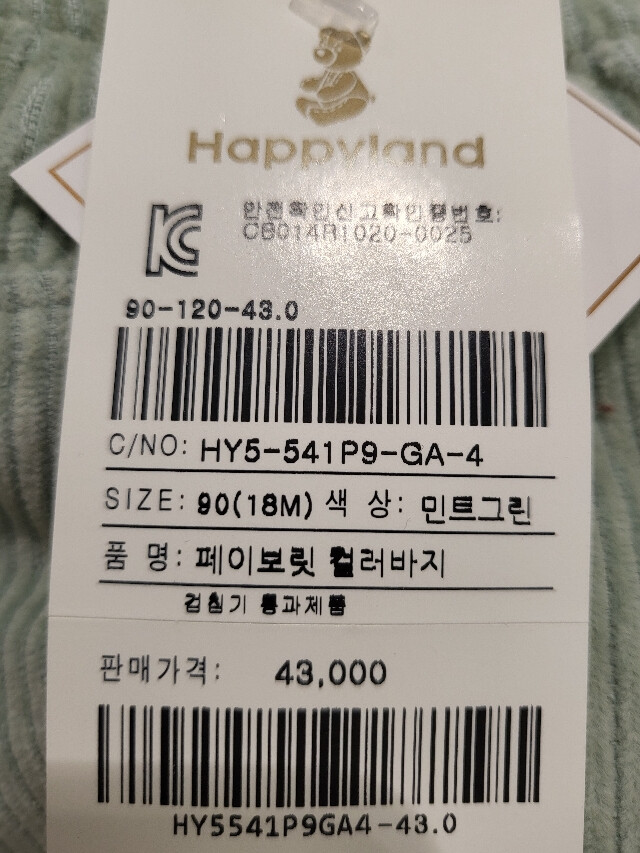 Happyland
안전확인신고확인증번호:
CB014R1020-0025
90-120-43.0
C/NO: HY5-541P9-GA-4
SIZE: 90(18M) 색 상: 민트그린
품 명: 페이보릿 컬러바지
검침기 통과제품
판매가격: 43,000
HY5541P9GA4-43.0